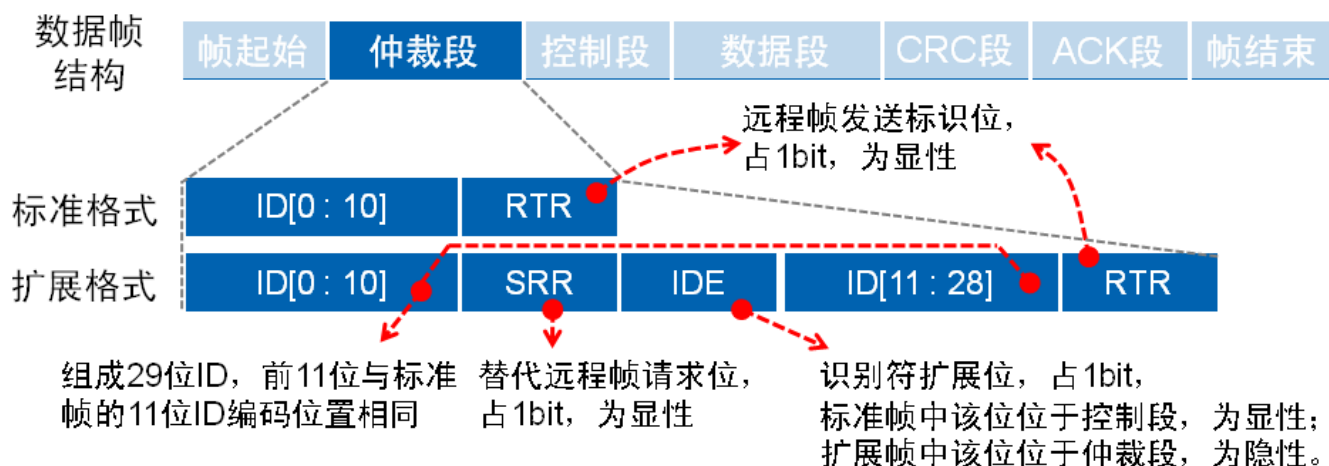 数据帧
结构
帧起始 仲裁段 控制段 数据段 CRC段 ACK段 帧结束
远程帧发送标识位，
占1bit，为显性
标准格式 ID[0 : 10] RTR
扩展格式 ID[0 : 10] SRR IDE ID[11 : 28] RTR
组成29位ID，前11位与标准
帧的11位ID编码位置相同
替代远程帧请求位，
占1bit，为显性
识别符扩展位，占1bit，
标准帧中该位位于控制段，为显性；
扩展帧中该位位于仲裁段，为隐性。